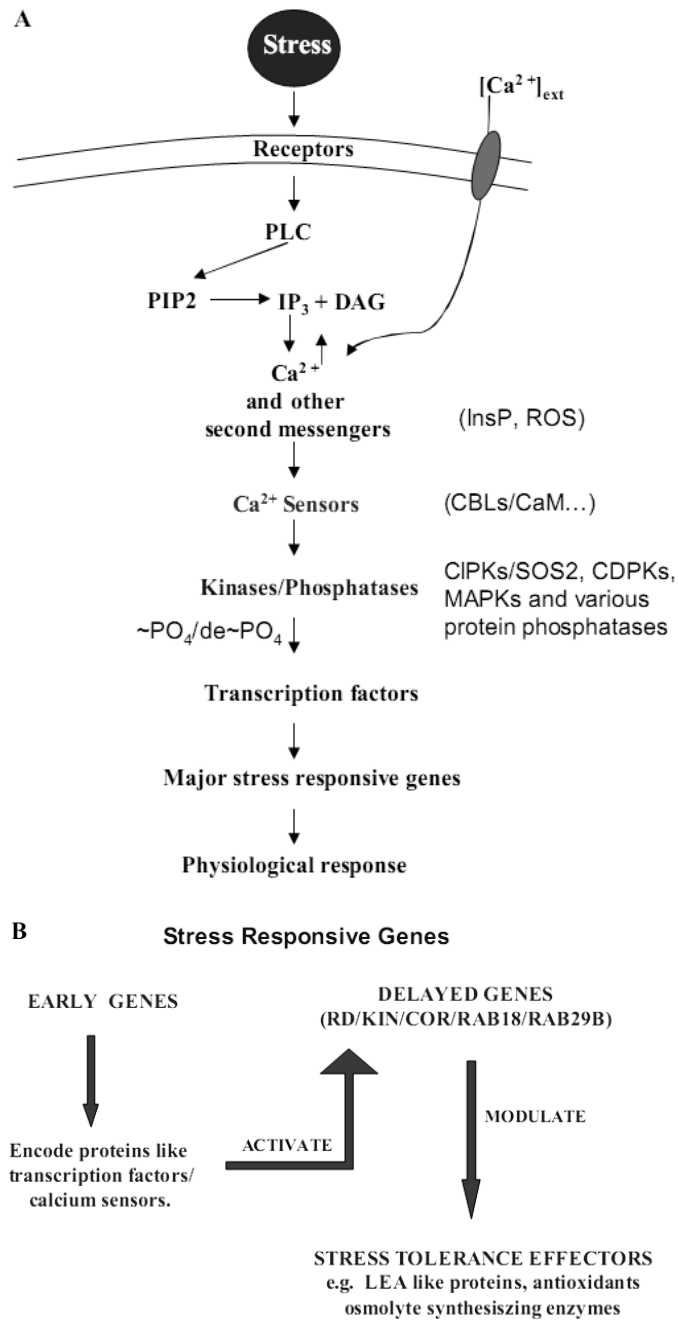 A
Stress
[Ca²⁺]ext
Receptors
PLC
PIP2
IP₃ + DAG
Ca²⁺
and other
second messengers
(InsP, ROS)
Ca²⁺ Sensors
(CBLs/CaM...)
Kinases/Phosphatases
CIPKs/SOS2, CDPKs,
MAPKs and various
protein phosphatases
~PO₄/de~PO₄
Transcription factors
Major stress responsive genes
Physiological response
B
Stress Responsive Genes
EARLY GENES
DELAYED GENES
(RD/KIN/COR/RAB18/RAB29B)
Encode proteins like
transcription factors/
calcium sensors.
ACTIVATE
MODULATE
STRESS TOLERANCE EFFECTORS
e.g. LEA like proteins, antioxidants
osmolyte synthesiszing enzymes